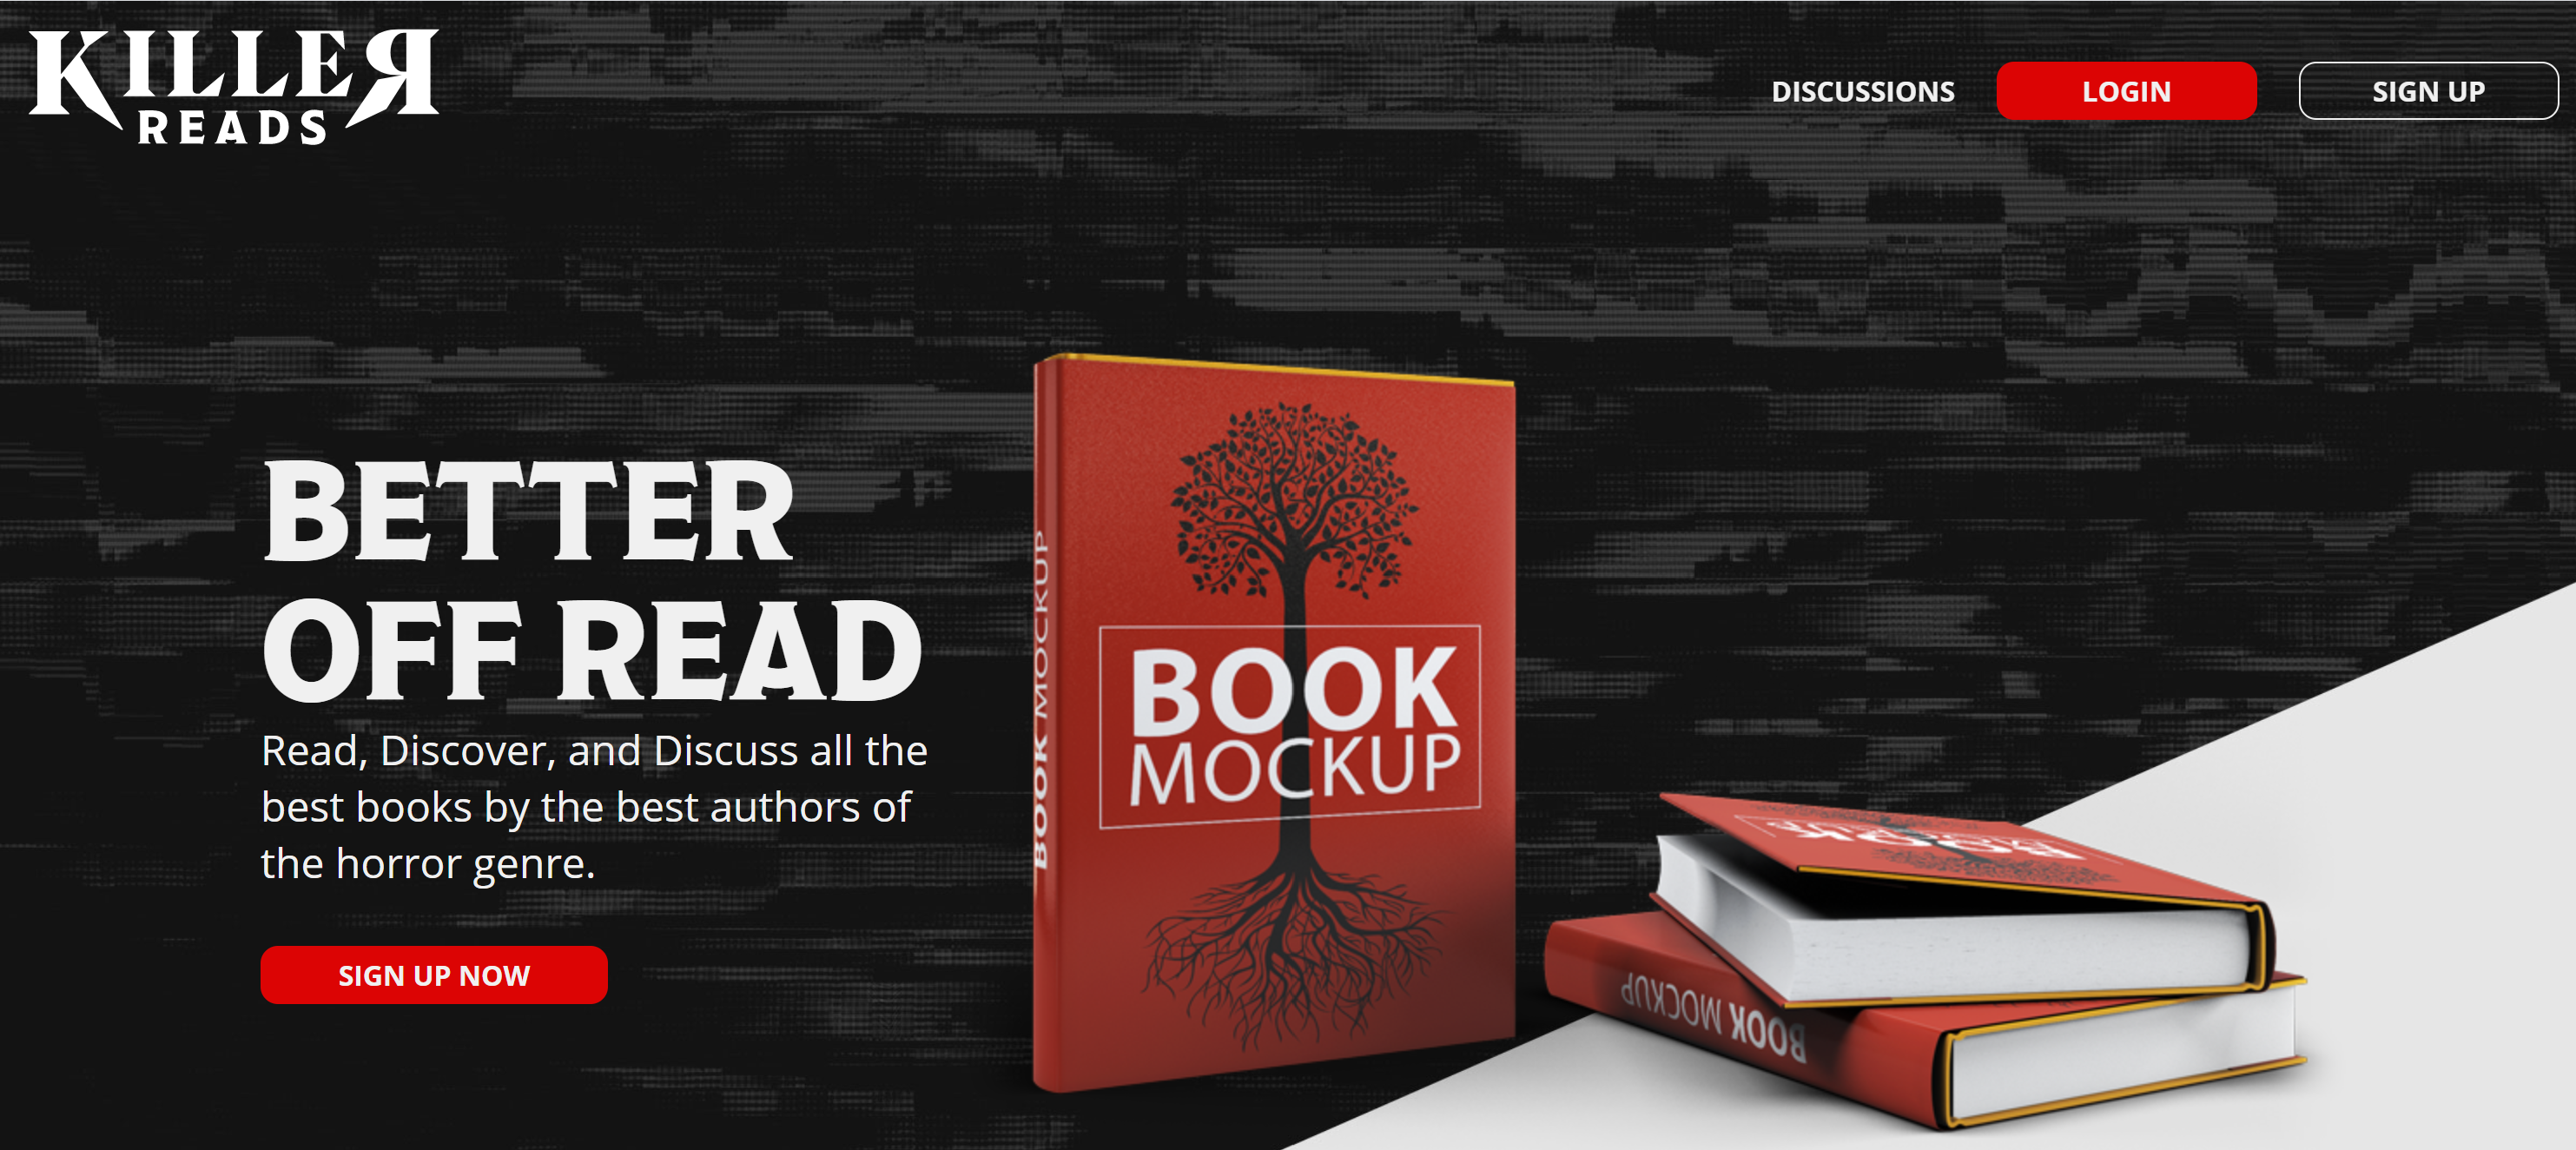 KILLER
READS
DISCUSSIONS
LOGIN
SIGN UP
BETTER
OFF READ
Read, Discover, and Discuss all the
best books by the best authors of
the horror genre.
SIGN UP NOW
BOOK MOCKUP
BOOK
MOCKUP
BOOK
BOOK MOCKUP